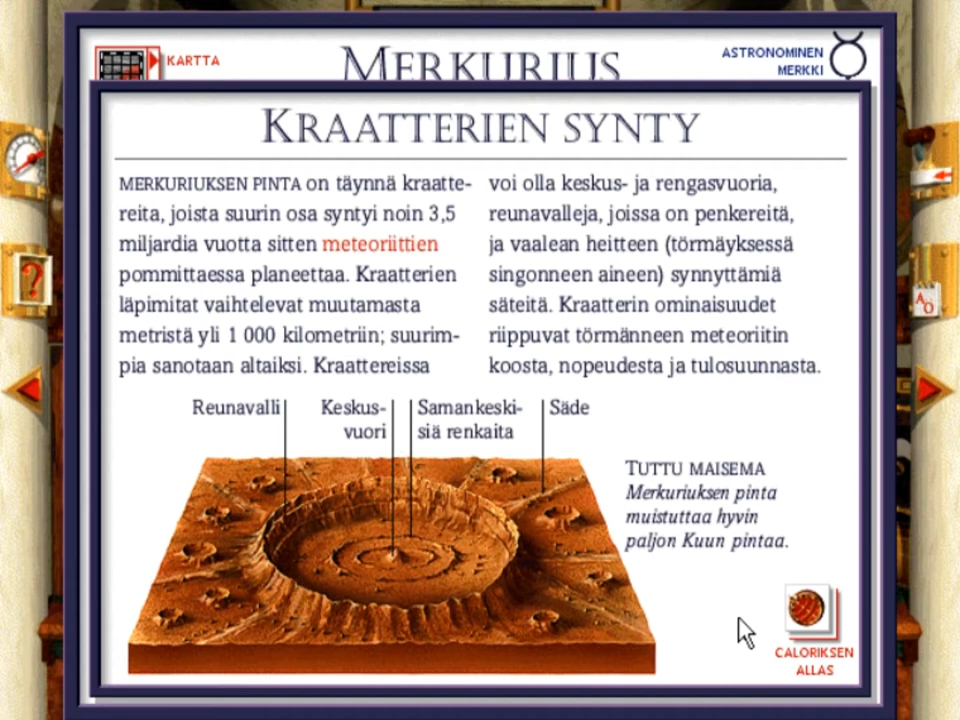 KARTTA
MERKURIUS
ASTRONOMINEN
MERKKI
KRAATTERIEN SYNTY
MERKURIUKSEN PINTA on täynnä kraatte-
reita, joista suurin osa syntyi noin 3,5
miljardia vuotta sitten meteoriittien
pommittaessa planeettaa. Kraatterien
läpimitat vaihtelevat muutamasta
metristä yli 1 000 kilometriin; suurim-
pia sanotaan altaiksi. Kraattereissa
voi olla keskus- ja rengasvuoria,
reunavalleja, joissa on penkereitä,
ja vaalean heitteen (törmäyksessä
singonneen aineen) synnyttämiä
säteitä. Kraatterin ominaisuudet
riippuvat törmänneen meteoriitin
koosta, nopeudesta ja tulosuunnasta.
Reunavalli
Keskus-
vuori
Samankeski-
siä renkaita
Säde
TUTTU MAISEMA
Merkuriuksen pinta
muistuttaa hyvin
paljon Kuun pintaa.
CALORIKSEN
ALLAS
?
A
Ö